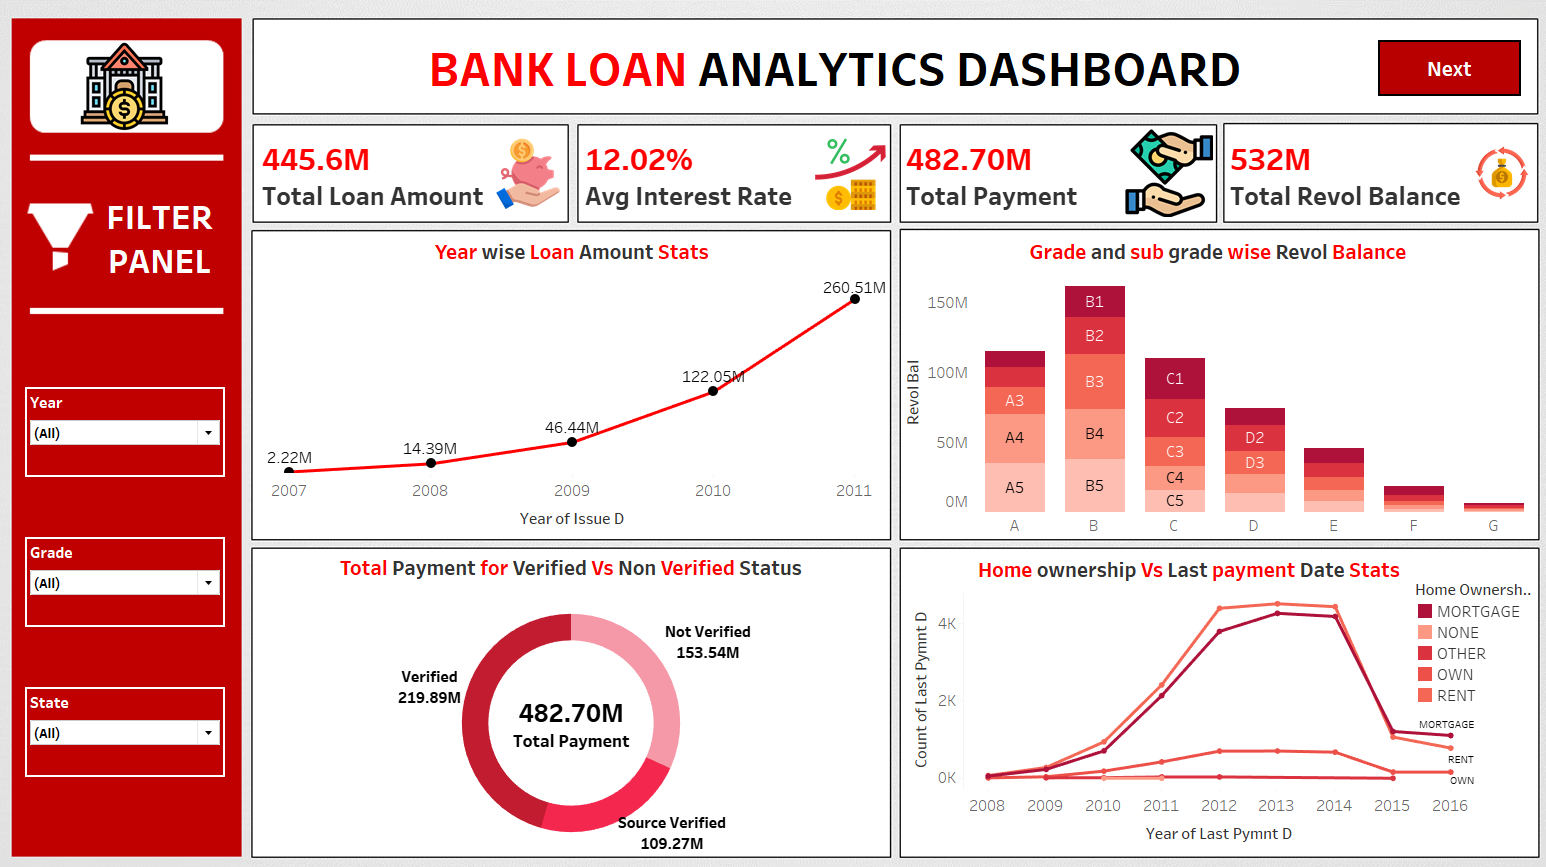 BANK LOAN ANALYTICS DASHBOARD
Next
FILTER
PANEL
Year
(All)
Grade
(All)
State
(All)
445.6M
Total Loan Amount
12.02%
Avg Interest Rate
%
$
482.70M
Total Payment
532M
Total Revol Balance
Year wise Loan Amount Stats
2.22M
14.39M
46.44M
122.05M
260.51M
2007 2008 2009 2010 2011
Year of Issue D
Grade and sub grade wise Revol Balance
Revol Bal
150M
100M
50M
0M
A3
A4
A5
B1
B2
B3
B4
B5
C1
C2
C3
C4
C5
D2
D3
A B C D E F G
Total Payment for Verified Vs Non Verified Status
Not Verified
153.54M
Verified
219.89M
482.70M
Total Payment
Source Verified
109.27M
Home ownership Vs Last payment Date Stats
Home Ownersh..
MORTGAGE
NONE
OTHER
OWN
RENT
Count of Last Pymnt D
4K
2K
0K
MORTGAGE
RENT
OWN
2008 2009 2010 2011 2012 2013 2014 2015 2016
Year of Last Pymnt D